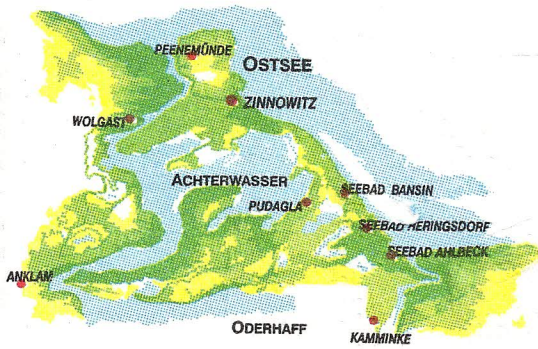 PEENEMÜNDE
OSTSEE
ZINNOWITZ
WOLGAST
ACHTERWASSER
SEEBAD BANSIN
PUDAGLA
SEEBAD HERINGSDORF
SEEBAD AHLBECK
ANKLAM
ODERHAFF
KAMMINKE